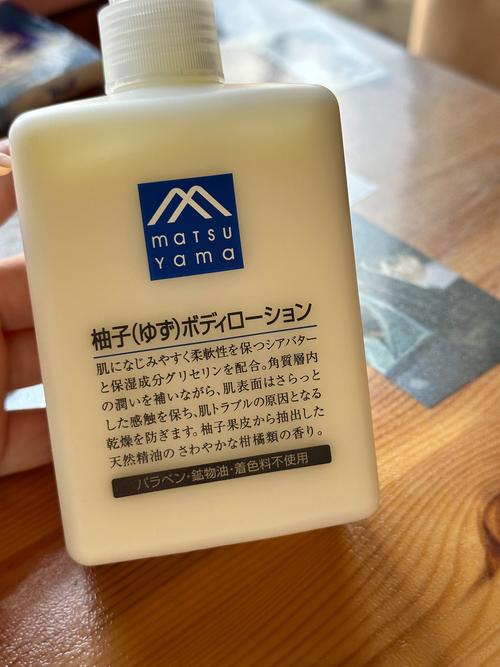 matsu
yama
柚子(ゆず)ボディローション
肌になじみやすく柔軟性を保つシアバター
と保湿成分グリセリンを配合。角質層内
の潤いを補いながら、肌表面はさらっと
した感触を保ち、肌トラブルの原因となる
乾燥を防ぎます。柚子果皮から抽出した
天然精油のさわやかな柑橘類の香り。
パラベン・鉱物油・着色料不使用